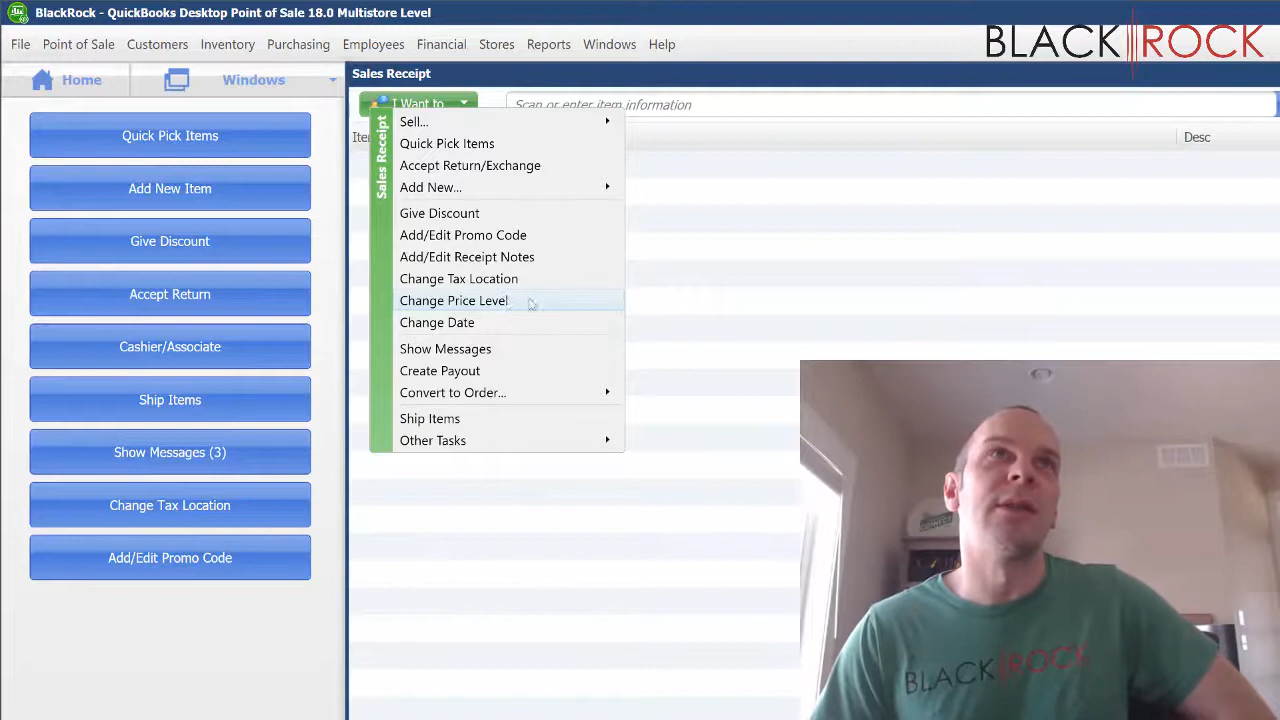 BlackRock - QuickBooks Desktop Point of Sale 18.0 Multistore Level
File Point of Sale Customers Inventory Purchasing Employees Financial Stores Reports Windows Help
BLACK ROCK
Home Windows
Sales Receipt
I Want to
Scan or enter item information
Desc
Quick Pick Items
Add New Item
Give Discount
Accept Return
Cashier/Associate
Ship Items
Show Messages (3)
Change Tax Location
Add/Edit Promo Code
Sales Receipt
Sell...
Quick Pick Items
Accept Return/Exchange
Add New...
Give Discount
Add/Edit Promo Code
Add/Edit Receipt Notes
Change Tax Location
Change Price Level
Change Date
Show Messages
Create Payout
Convert to Order...
Ship Items
Other Tasks
BLACK ROCK